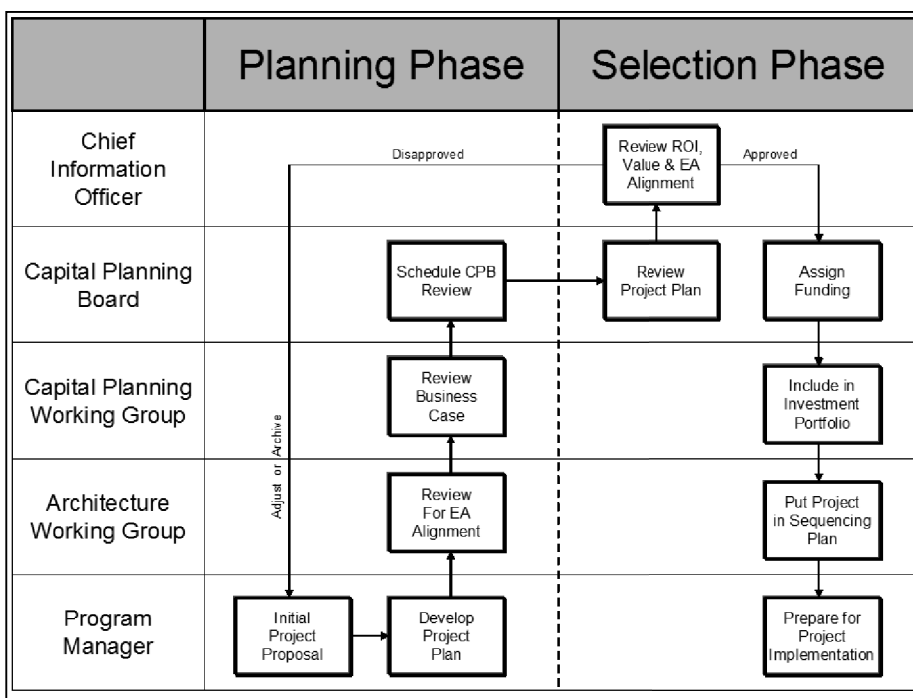 Planning Phase
Selection Phase
Chief
Information
Officer
Disapproved
Review ROI,
Value & EA
Alignment
Approved
Capital Planning
Board
Schedule CPB
Review
Review
Project Plan
Assign
Funding
Capital Planning
Working Group
Review
Business
Case
Include in
Investment
Portfolio
Adjust or Archive
Architecture
Working Group
Review
For EA
Alignment
Put Project
in Sequencing
Plan
Program
Manager
Initial
Project
Proposal
Develop
Project
Plan
Prepare for
Project
Implementation